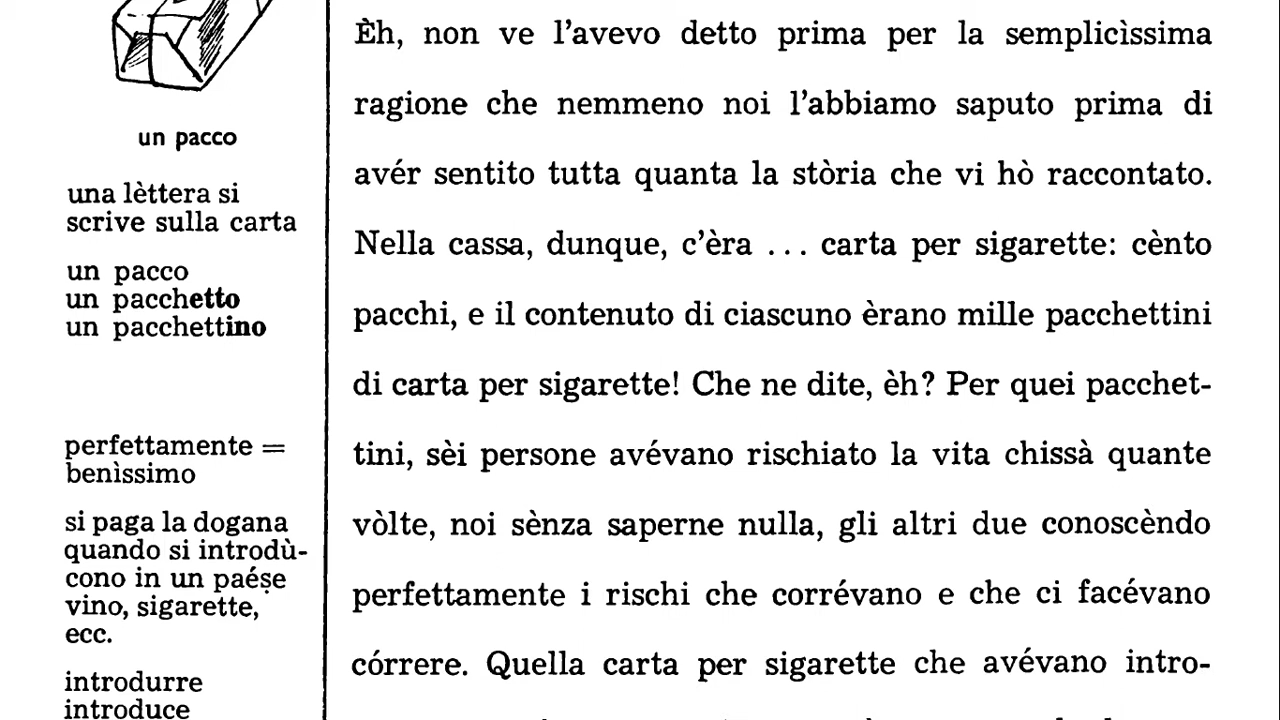 un pacco
una lèttera si
scrive sulla carta
un pacco
un pacchetto
un pacchettino
perfettamente =
benìssimo
si paga la dogana
quando si introdù-
cono in un paéṣe
vino, sigarette,
ecc.
introdurre
introduce
Èh, non ve l'avevo detto prima per la semplicìssima
ragione che nemmeno noi l'abbiamo saputo prima di
avér sentito tutta quanta la stòria che vi hò raccontato.
Nella cassa, dunque, c'èra ... carta per sigarette: cènto
pacchi, e il contenuto di ciascuno èrano mille pacchettini
di carta per sigarette! Che ne dite, èh? Per quei pacchet-
tini, sèi persone avévano rischiato la vita chissà quante
vòlte, noi sènza saperne nulla, gli altri due conoscèndo
perfettamente i rischi che corrévano e che ci facévano
córrere. Quella carta per sigarette che avévano intro-